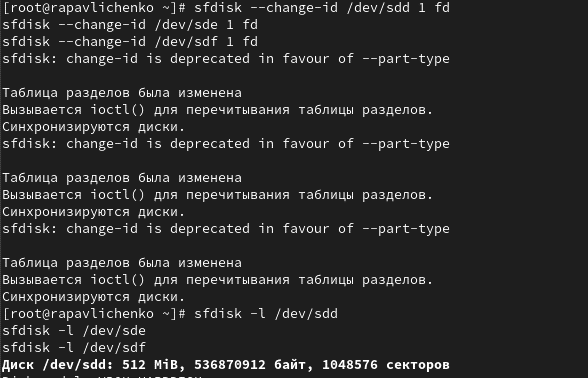 [root@rapavlichenko ~]# sfdisk --change-id /dev/sdd 1 fd
sfdisk --change-id /dev/sde 1 fd
sfdisk --change-id /dev/sdf 1 fd
sfdisk: change-id is deprecated in favour of --part-type
Таблица разделов была изменена
Вызывается ioctl() для перечитывания таблицы разделов.
Синхронизируются диски.
sfdisk: change-id is deprecated in favour of --part-type
Таблица разделов была изменена
Вызывается ioctl() для перечитывания таблицы разделов.
Синхронизируются диски.
sfdisk: change-id is deprecated in favour of --part-type
Таблица разделов была изменена
Вызывается ioctl() для перечитывания таблицы разделов.
Синхронизируются диски.
[root@rapavlichenko ~]# sfdisk -l /dev/sdd
sfdisk -l /dev/sde
sfdisk -l /dev/sdf
Диск /dev/sdd: 512 MiB, 536870912 байт, 1048576 секторов